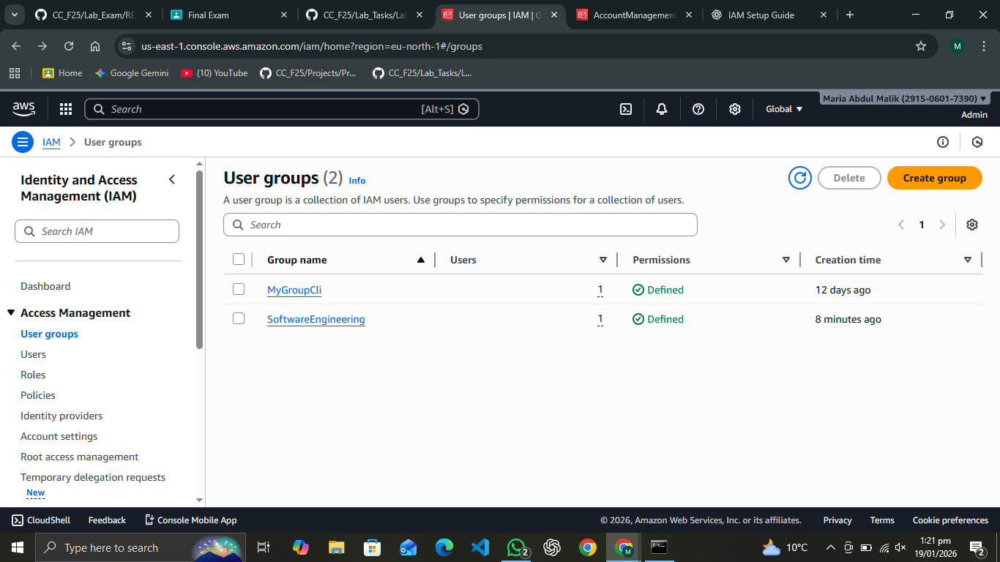 CC_F25/Lab_Exam/RE
Final Exam
CC_F25/Lab_Tasks/Lab
User groups | IAM | G
AccountManagement
IAM Setup Guide
us-east-1.console.aws.amazon.com/iam/home?region=eu-north-1#/groups
M
Home
Google Gemini
(10) YouTube
CC_F25/Projects/Pr...
CC_F25/Lab_Tasks/L...
aws
Search
[Alt+S]
Global
Maria Abdul Malik (2915-0601-7390)
Admin
IAM
User groups
Identity and Access
Management (IAM)
Search IAM
Dashboard
Access Management
User groups
Users
Roles
Policies
Identity providers
Account settings
Root access management
Temporary delegation requests
New
User groups (2) Info
Delete
Create group
A user group is a collection of IAM users. Use groups to specify permissions for a collection of users.
Search
1
Group name Users Permissions Creation time
MyGroupCli 1 Defined 12 days ago
SoftwareEngineering 1 Defined 8 minutes ago
CloudShell Feedback Console Mobile App © 2026, Amazon Web Services, Inc. or its affiliates. Privacy Terms Cookie preferences
Type here to search
2
M
10°C
1:21 pm
19/01/2026
2